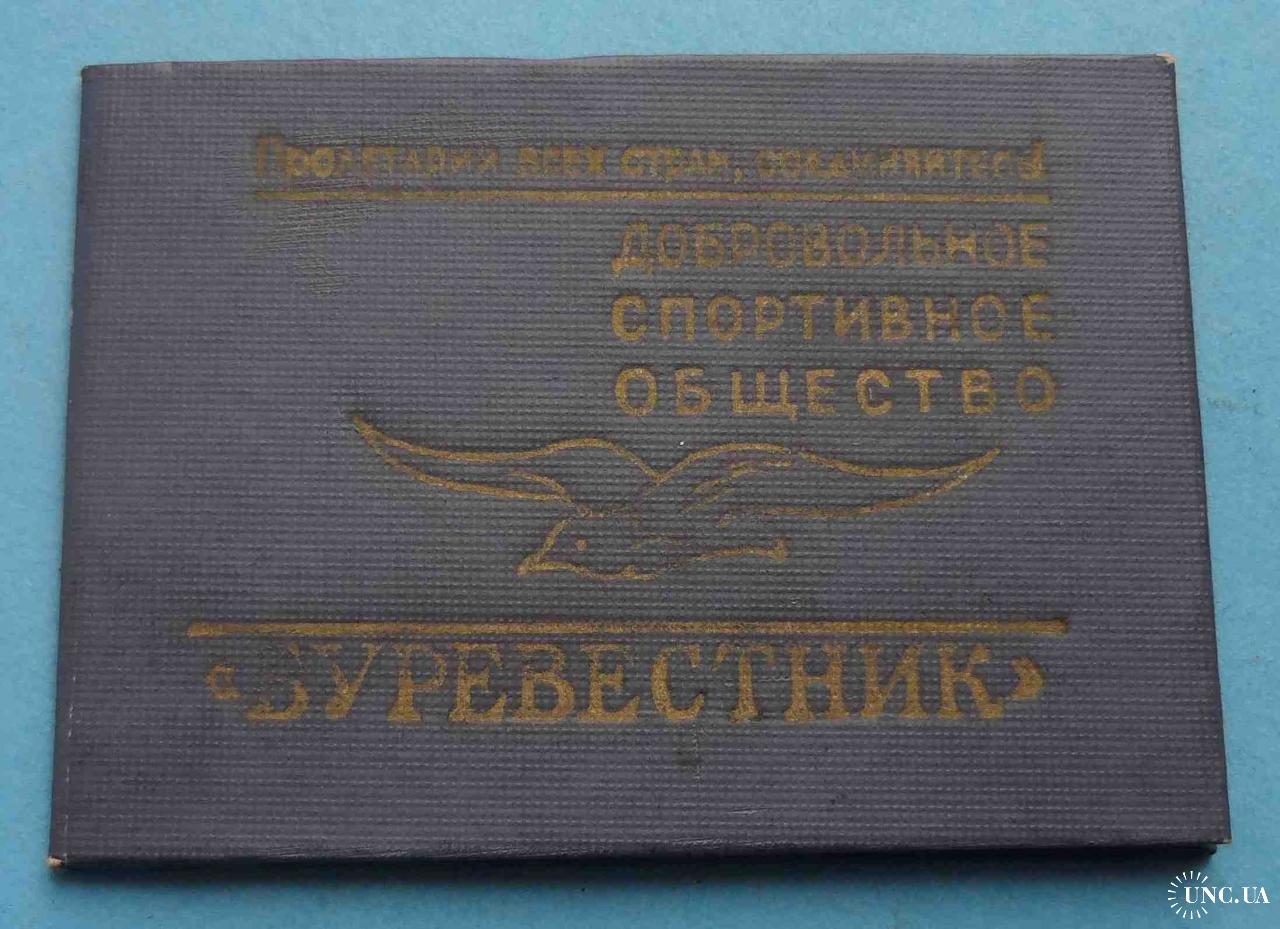 Пролетарии всех стран, соединяйтесь!
ДОБРОВОЛЬНОЕ
СПОРТИВНОЕ
ОБЩЕСТВО
«БУРЕВЕСТНИК»
UNC.UA